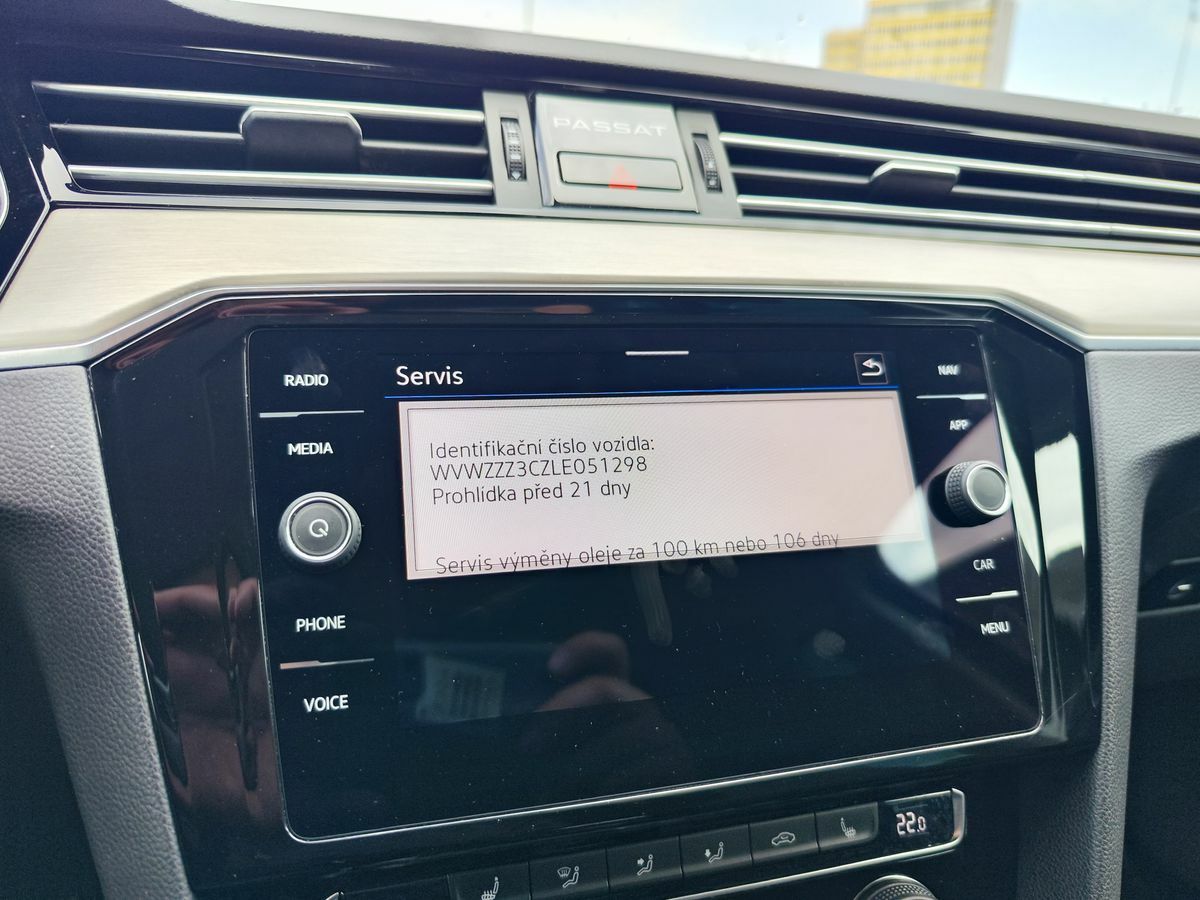 PASSAT
RADIO
MEDIA
PHONE
VOICE
Servis
Identifikační číslo vozidla:
WVWZZZ3CZLE051298
Prohlídka před 21 dny
Servis výměny oleje za 100 km nebo 106 dny
NAV
APP
CAR
MENU
22.0